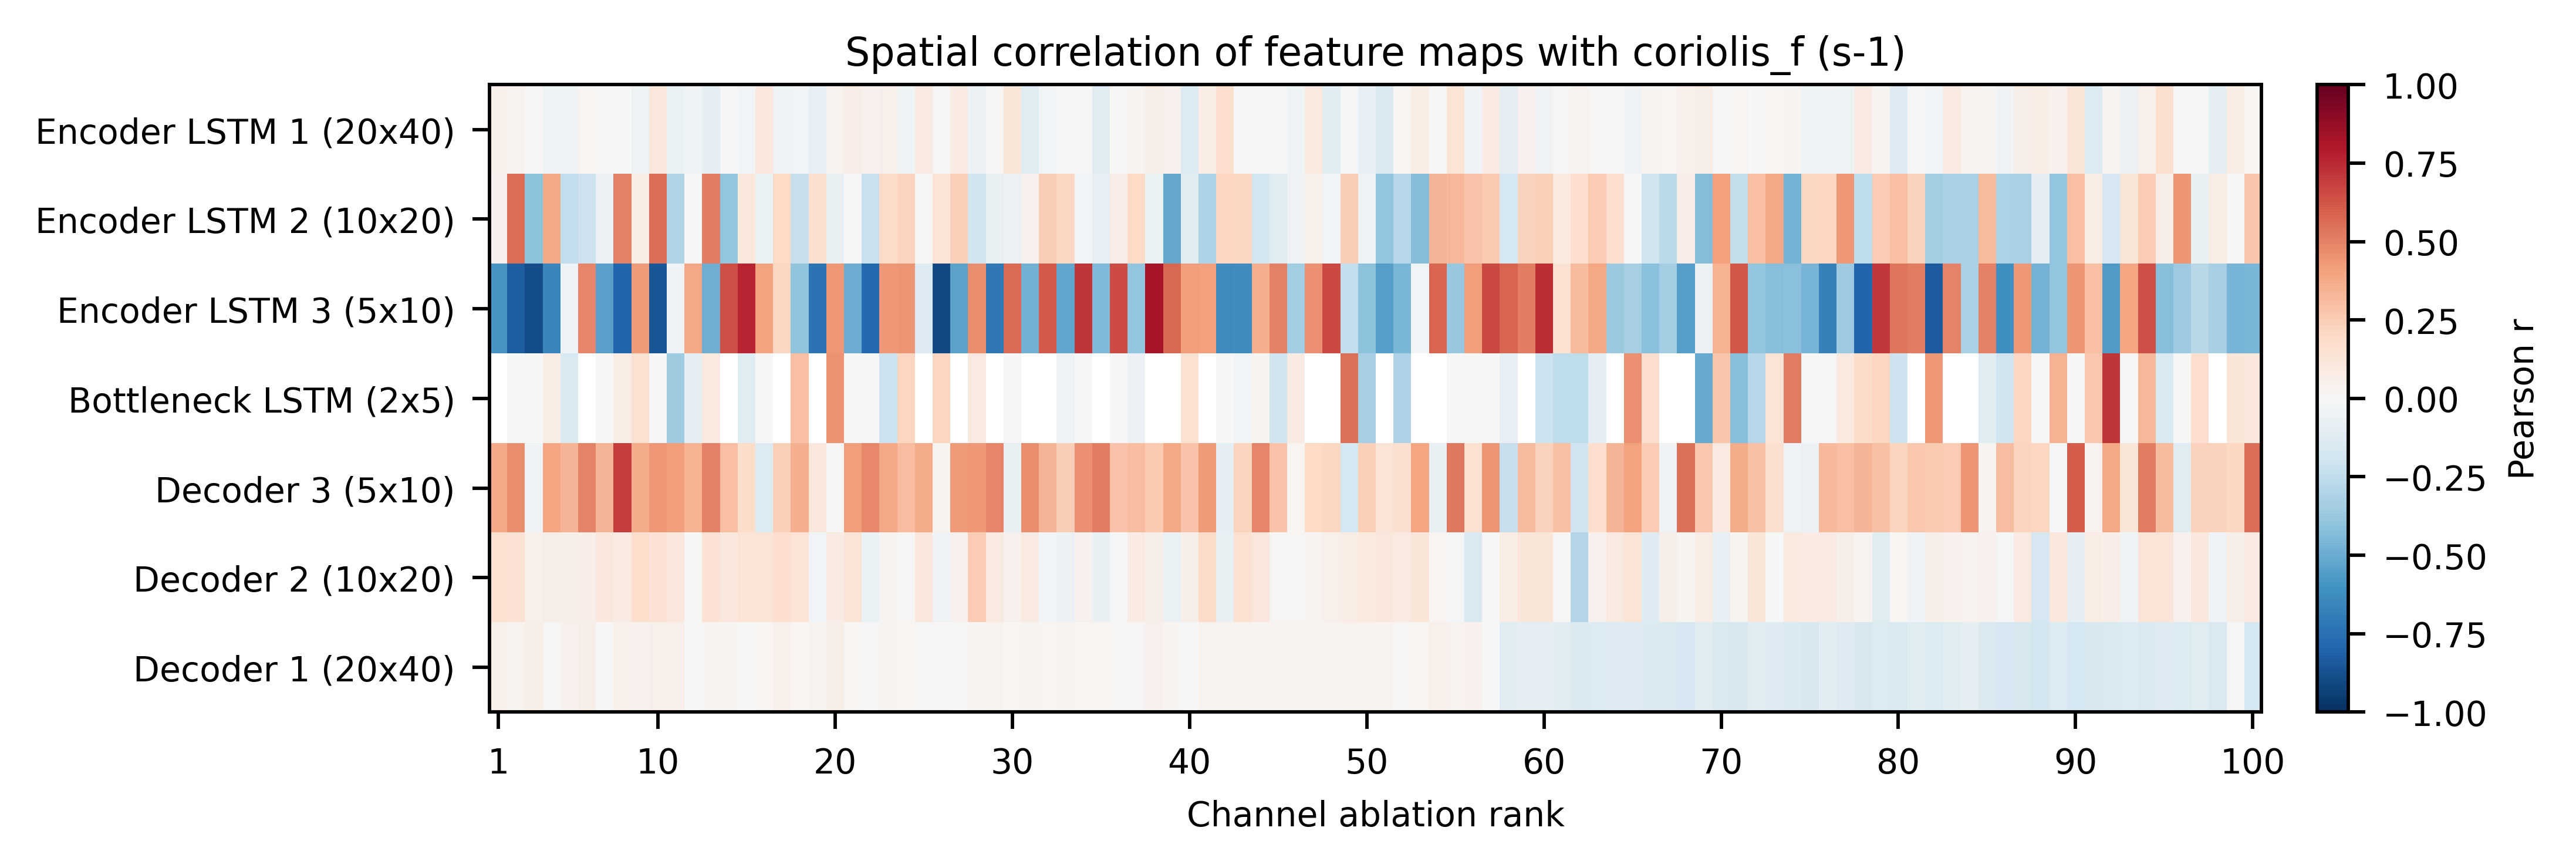 Spatial correlation of feature maps with coriolis_f (s-1)
Encoder LSTM 1 (20x40)
Encoder LSTM 2 (10x20)
Encoder LSTM 3 (5x10)
Bottleneck LSTM (2x5)
Decoder 3 (5x10)
Decoder 2 (10x20)
Decoder 1 (20x40)
1 10 20 30 40 50 60 70 80 90 100
Channel ablation rank
1.00
0.75
0.50
0.25
0.00
−0.25
−0.50
−0.75
−1.00
Pearson r